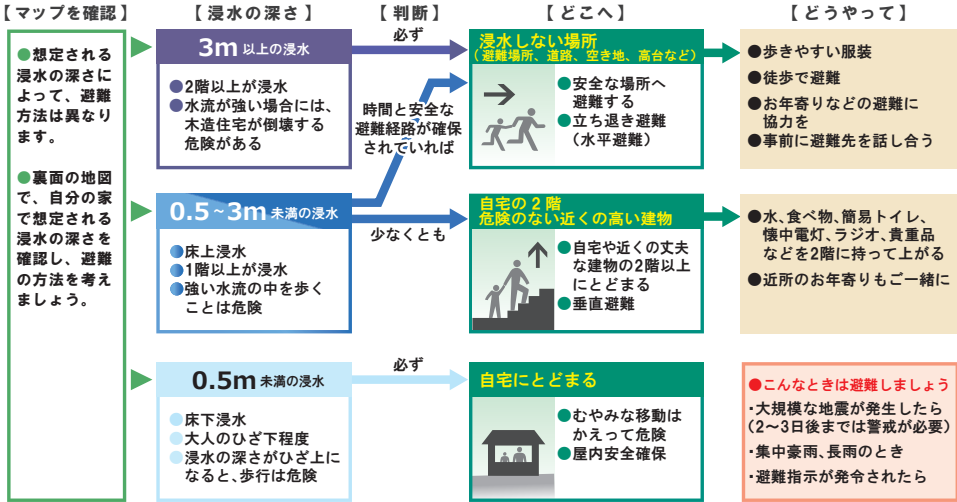 【マップを確認】
【浸水の深さ】
【判断】
【どこへ】
【どうやって】
●想定される
浸水の深さに
よって、避難
方法は異なり
ます。
●裏面の地図
で、自分の家
で想定される
浸水の深さを
確認し、避難
の方法を考え
ましょう。
3m以上の浸水
●2階以上が浸水
●水流が強い場合には、
木造住宅が倒壊する
危険がある
必ず
時間と安全な
避難経路が確保
されていれば
浸水しない場所
(避難場所、道路、空き地、高台など)
●安全な場所へ
避難する
●立ち退き避難
(水平避難)
●歩きやすい服装
●徒歩で避難
●お年寄りなどの避難に
協力を
●事前に避難先を話し合う
0.5~3m未満の浸水
●床上浸水
●1階以上が浸水
●強い水流の中を歩く
ことは危険
少なくとも
自宅の2階
危険のない近くの高い建物
●自宅や近くの丈夫
な建物の2階以上
にとどまる
●垂直避難
●水、食べ物、簡易トイレ、
懐中電灯、ラジオ、貴重品
などを2階に持って上がる
●近所のお年寄りもご一緒に
0.5m未満の浸水
●床下浸水
●大人のひざ下程度
●浸水の深さがひざ上に
なると、歩行は危険
必ず
自宅にとどまる
●むやみな移動は
かえって危険
●屋内安全確保
●こんなときは避難しましょう
・大規模な地震が発生したら
(2〜3日後までは警戒が必要)
・集中豪雨、長雨のとき
・避難指示が発令されたら